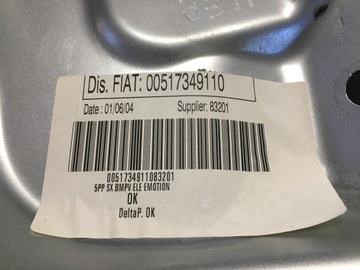 Dis. FIAT: 00517349110
Date : 01/06/04 Supplier: 83201
0051734911083201
5PP SX BMPV ELE EMOTION
OK
DeltaP. OK